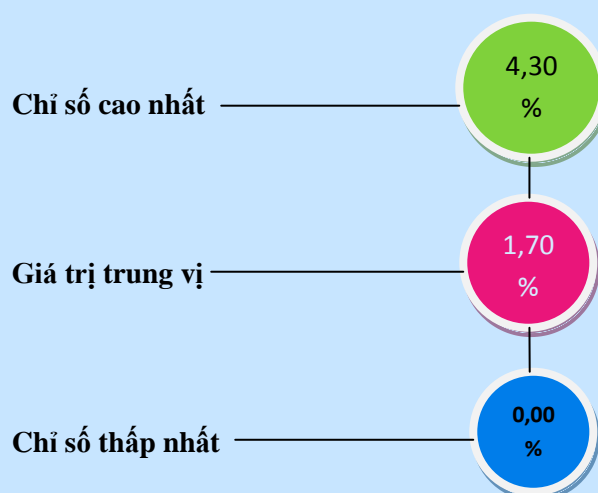 4,30
%
Chỉ số cao nhất
1,70
%
Giá trị trung vị
0,00
%
Chỉ số thấp nhất